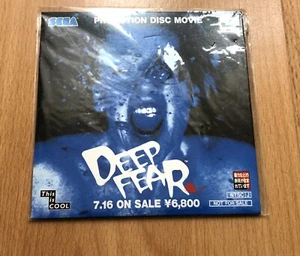 SEGA
PROMOTION DISC MOVIE
DEEP
FEAR
7.16 ON SALE ¥6,800
This
is
COOL
NOT FOR SALE